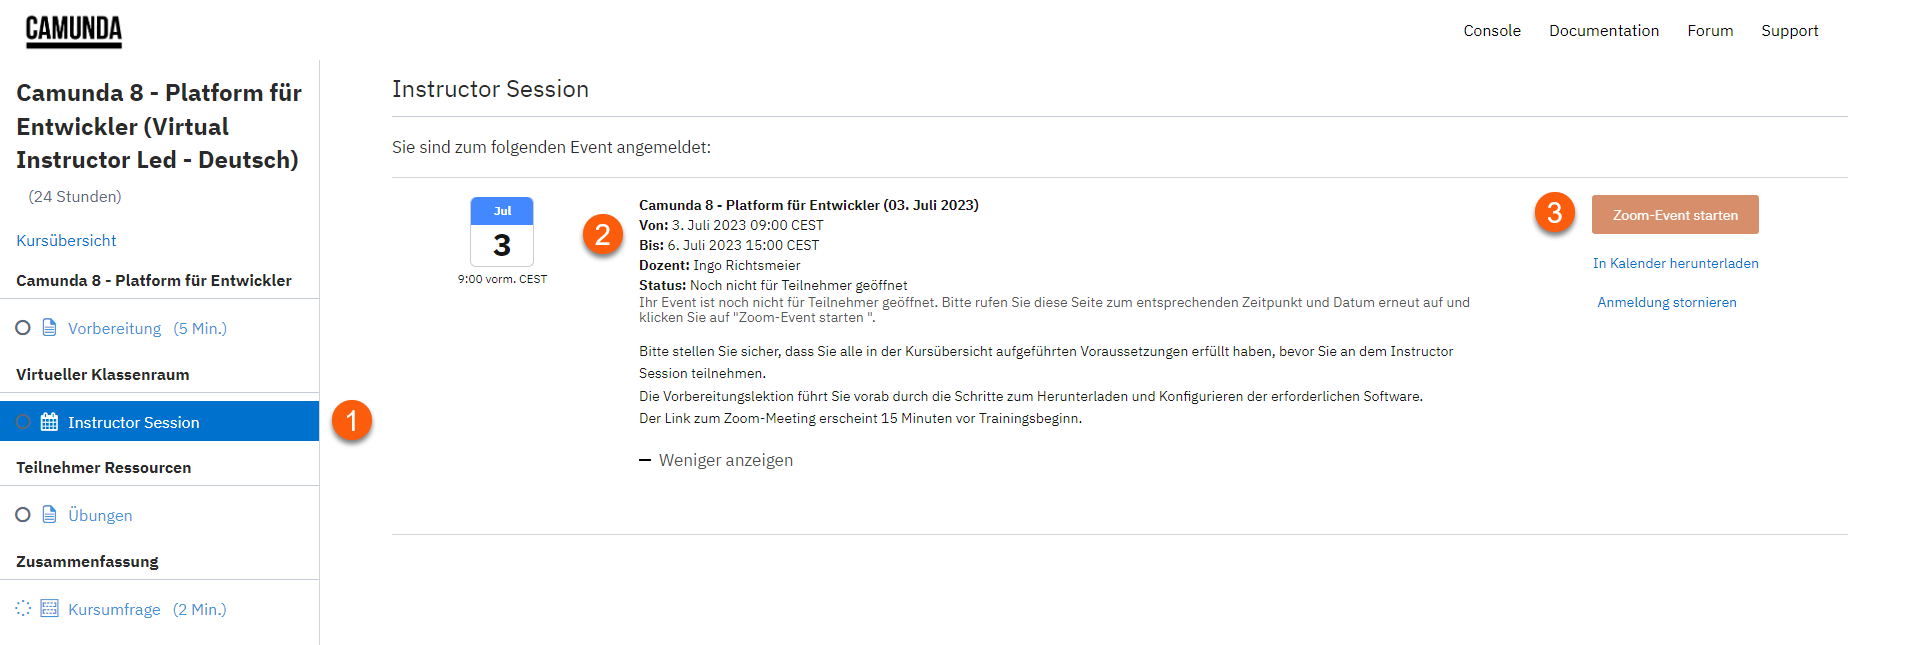 CAMUNDA
Console
Documentation
Forum
Support
Camunda 8 - Platform für
Entwickler (Virtual
Instructor Led - Deutsch)
(24 Stunden)
Kursübersicht
Camunda 8 - Platform für Entwickler
Vorbereitung (5 Min.)
Virtueller Klassenraum
Instructor Session
1
Teilnehmer Ressourcen
Übungen
Zusammenfassung
Kursumfrage (2 Min.)
Instructor Session
Sie sind zum folgenden Event angemeldet:
Jul
3
9:00 vorm. CEST
2
Camunda 8 - Platform für Entwickler (03. Juli 2023)
Von: 3. Juli 2023 09:00 CEST
Bis: 6. Juli 2023 15:00 CEST
Dozent: Ingo Richtsmeier
Status: Noch nicht für Teilnehmer geöffnet
Ihr Event ist noch nicht für Teilnehmer geöffnet. Bitte rufen Sie diese Seite zum entsprechenden Zeitpunkt und Datum erneut auf und
klicken Sie auf "Zoom-Event starten ".
Bitte stellen Sie sicher, dass Sie alle in der Kursübersicht aufgeführten Voraussetzungen erfüllt haben, bevor Sie an dem Instructor
Session teilnehmen.
Die Vorbereitungslektion führt Sie vorab durch die Schritte zum Herunterladen und Konfigurieren der erforderlichen Software.
Der Link zum Zoom-Meeting erscheint 15 Minuten vor Trainingsbeginn.
Weniger anzeigen
3
Zoom-Event starten
In Kalender herunterladen
Anmeldung stornieren